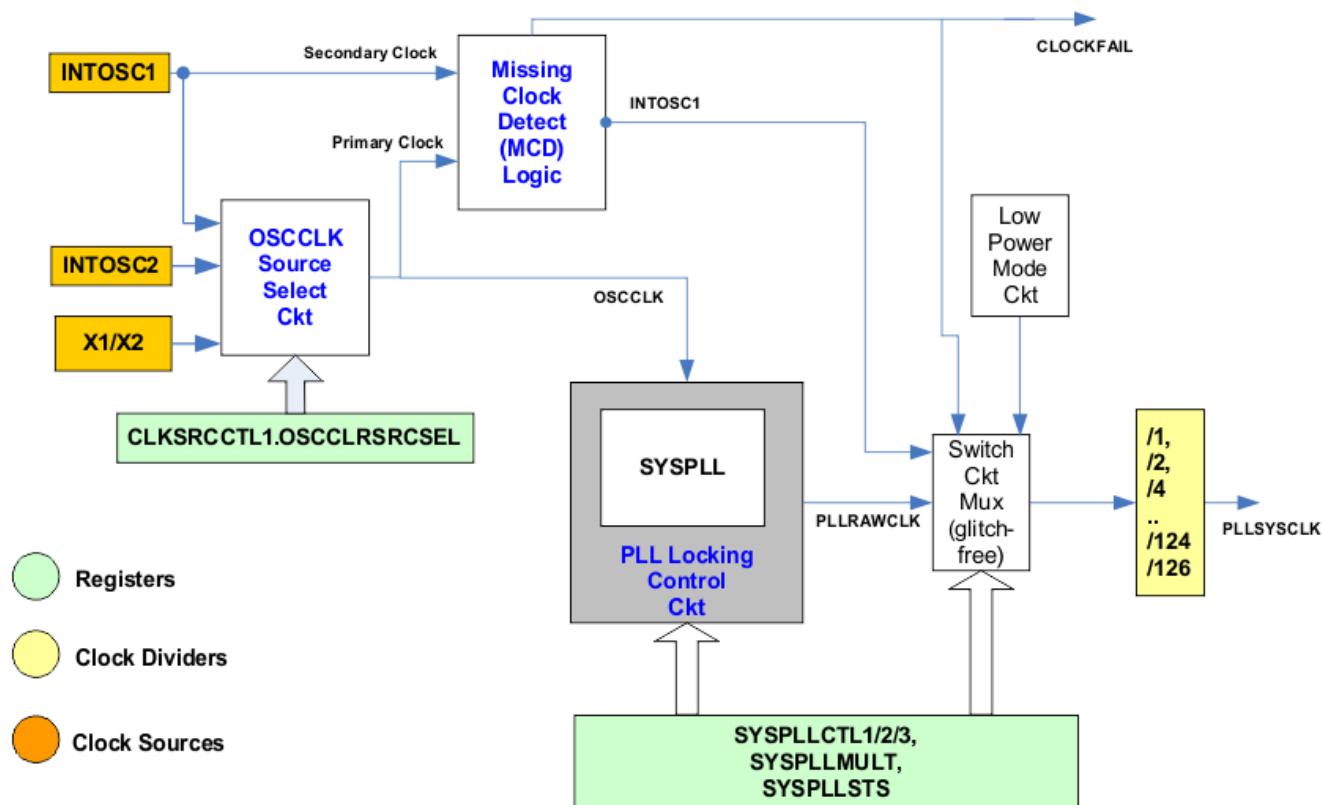 INTOSC1
Secondary Clock
Missing
Clock
Detect
(MCD)
Logic
CLOCKFAIL
INTOSC1
Primary Clock
OSCCLK
Source
Select
Ckt
INTOSC2
X1/X2
OSCCLK
Low
Power
Mode
Ckt
CLKSRCCTL1.OSCCLRSRCSEL
SYSPLL
PLL Locking
Control
Ckt
PLLRAWCLK
Switch
Ckt
Mux
(glitch-
free)
/1,
/2,
/4
..
/124
/126
PLLSYSCLK
Registers
Clock Dividers
Clock Sources
SYSPLLCTL1/2/3,
SYSPLLMULT,
SYSPLLSTS